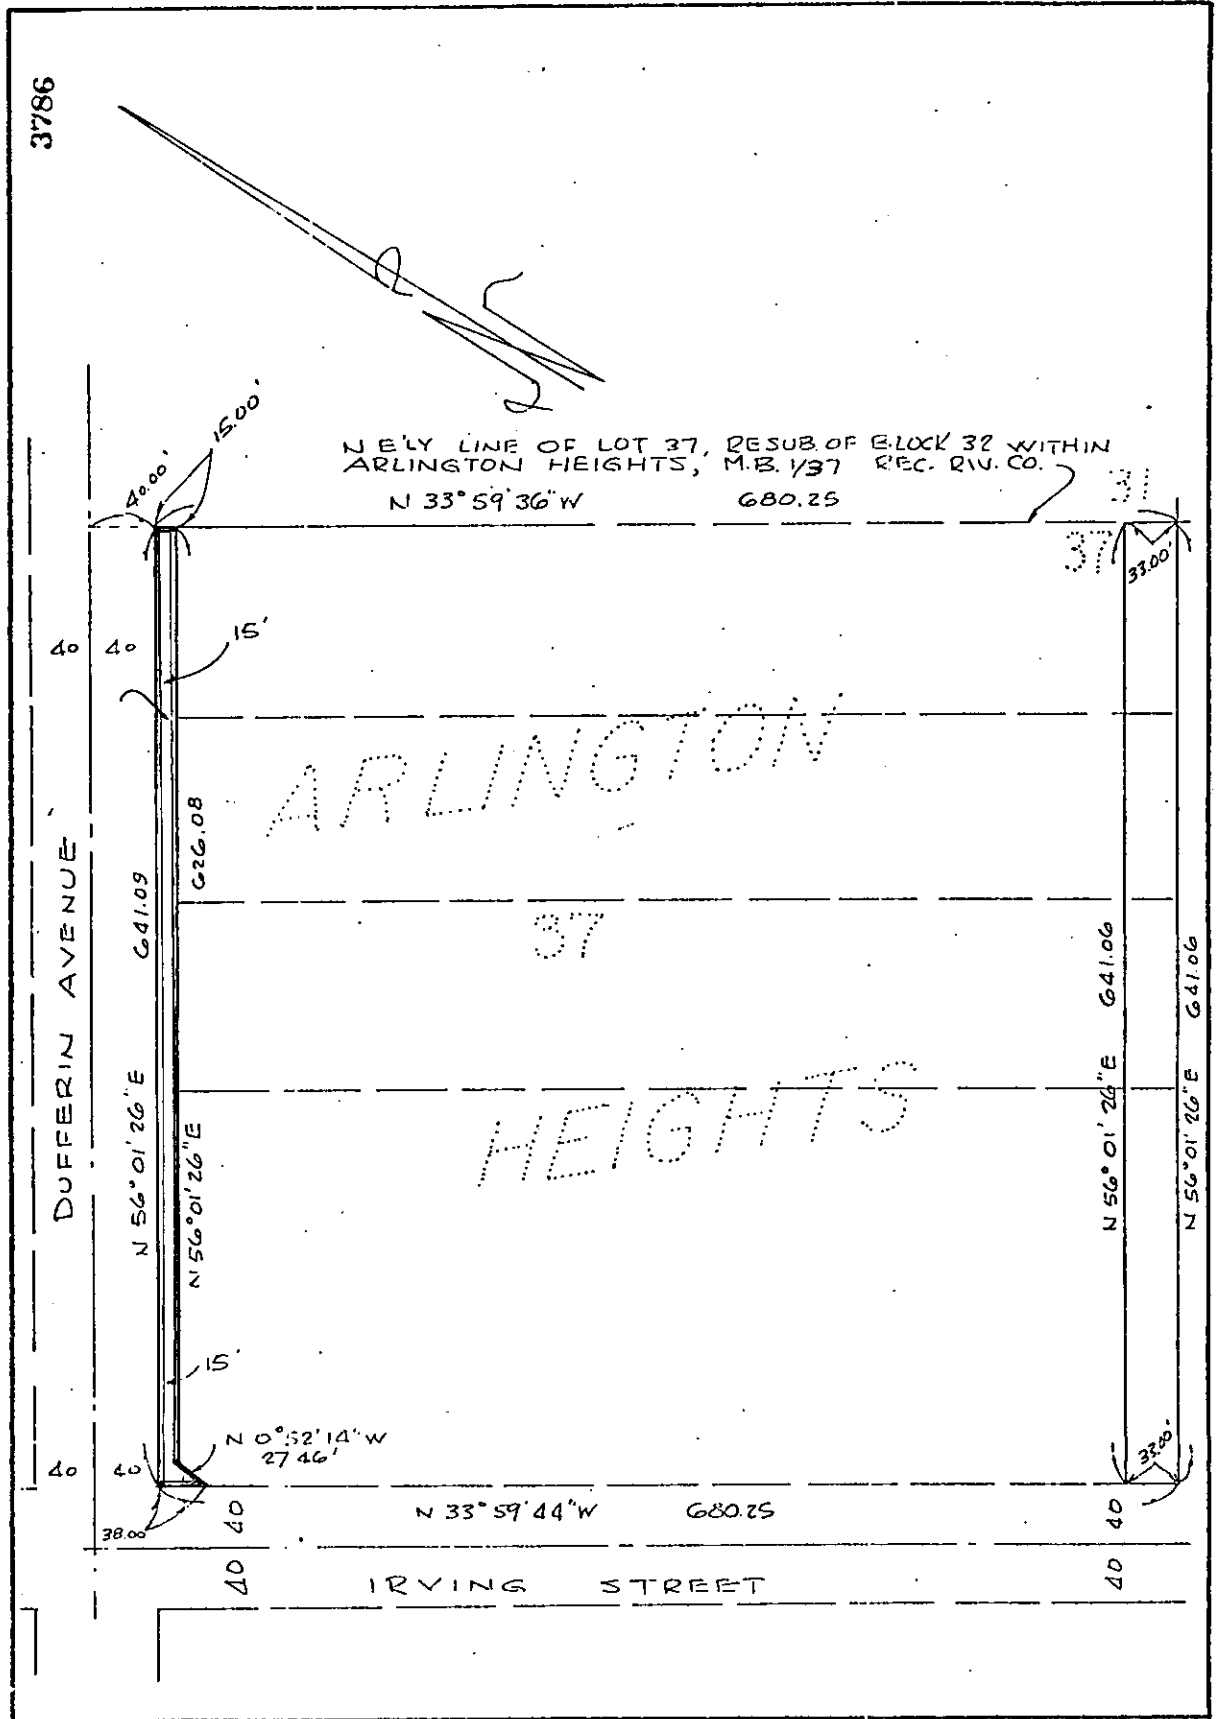 3786
15.00'
40.00'
N E'LY LINE OF LOT 37, RESUB. OF BLOCK 32 WITHIN
ARLINGTON HEIGHTS, M.B. 1/37 REC. RIV. CO.
N 33°59'36"W 680.25
31
37
33.00'
40 40
15'
ARLINGTON
37
HEIGHTS
DUFFERIN AVENUE
N 56°01'26"E 641.09
N 56°01'26"E 626.08
N 56°01'26"E 641.06
N 56°01'26"E 641.06
15'
N 0°52'14"W
27.46'
40 40
38.00'
33.00'
N 33°59'44"W 680.25
40
40
40
40
IRVING STREET